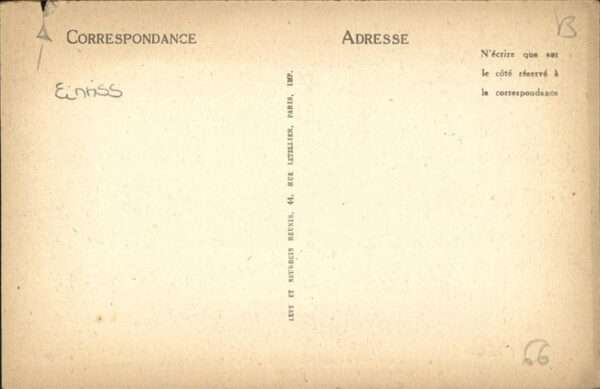 CORRESPONDANCE
ADRESSE
B
N'écrire que sur
le côté réservé à
la correspondance
Einriss
LEVY ET NEURDEIN REUNIS, 44, RUE LETELLIER, PARIS, IMP.
66